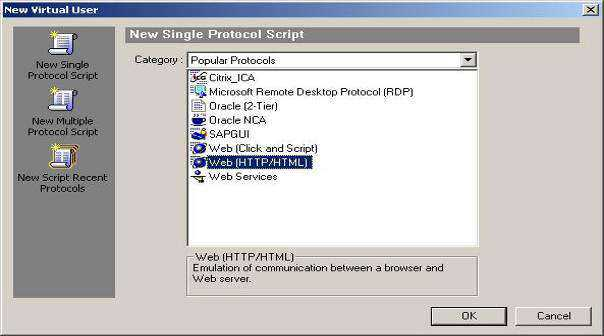 New Virtual User
New Single
Protocol Script
New Multiple
Protocol Script
New Script Recent
Protocols
New Single Protocol Script
Category : Popular Protocols
Citrix_ICA
Microsoft Remote Desktop Protocol (RDP)
Oracle (2-Tier)
Oracle NCA
SAPGUI
Web (Click and Script)
Web (HTTP/HTML)
Web Services
Web (HTTP/HTML)
Emulation of communication between a browser and
Web server.
OK Cancel